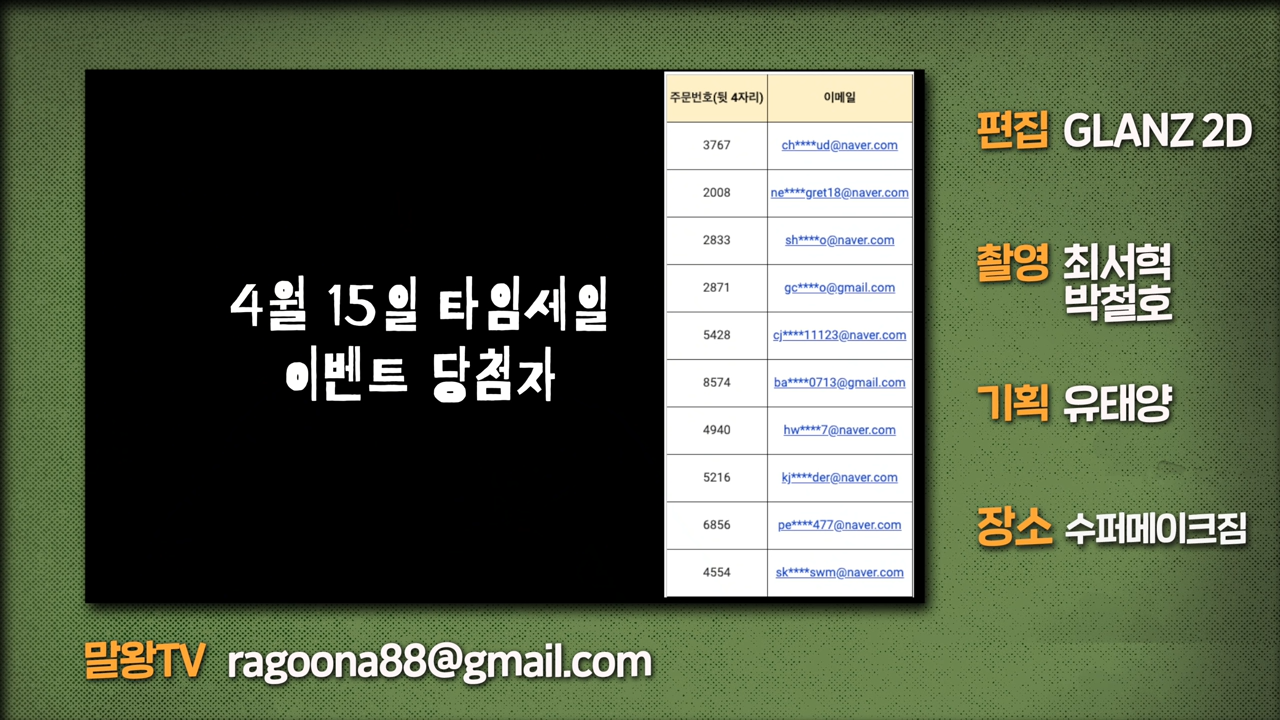 4월 15일 타임세일
이벤트 당첨자
주문번호(뒷 4자리) 이메일
3767 ch****ud@naver.com
2008 ne****gret18@naver.com
2833 sh****o@naver.com
2871 gc****o@gmail.com
5428 cj****11123@naver.com
8574 ba****0713@gmail.com
4940 hw****7@naver.com
5216 kj****der@naver.com
6856 pe****477@naver.com
4554 sk****swm@naver.com
편집 GLANZ 2D
촬영 최서혁
박철호
기획 유태양
장소 수퍼메이크짐
말왕TV ragoona88@gmail.com